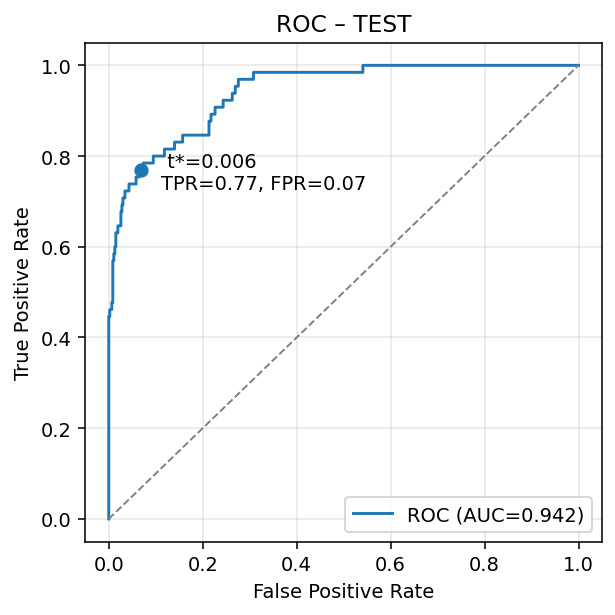 ROC – TEST
True Positive Rate
1.0
0.8
0.6
0.4
0.2
0.0
t*=0.006
TPR=0.77, FPR=0.07
ROC (AUC=0.942)
0.0 0.2 0.4 0.6 0.8 1.0
False Positive Rate